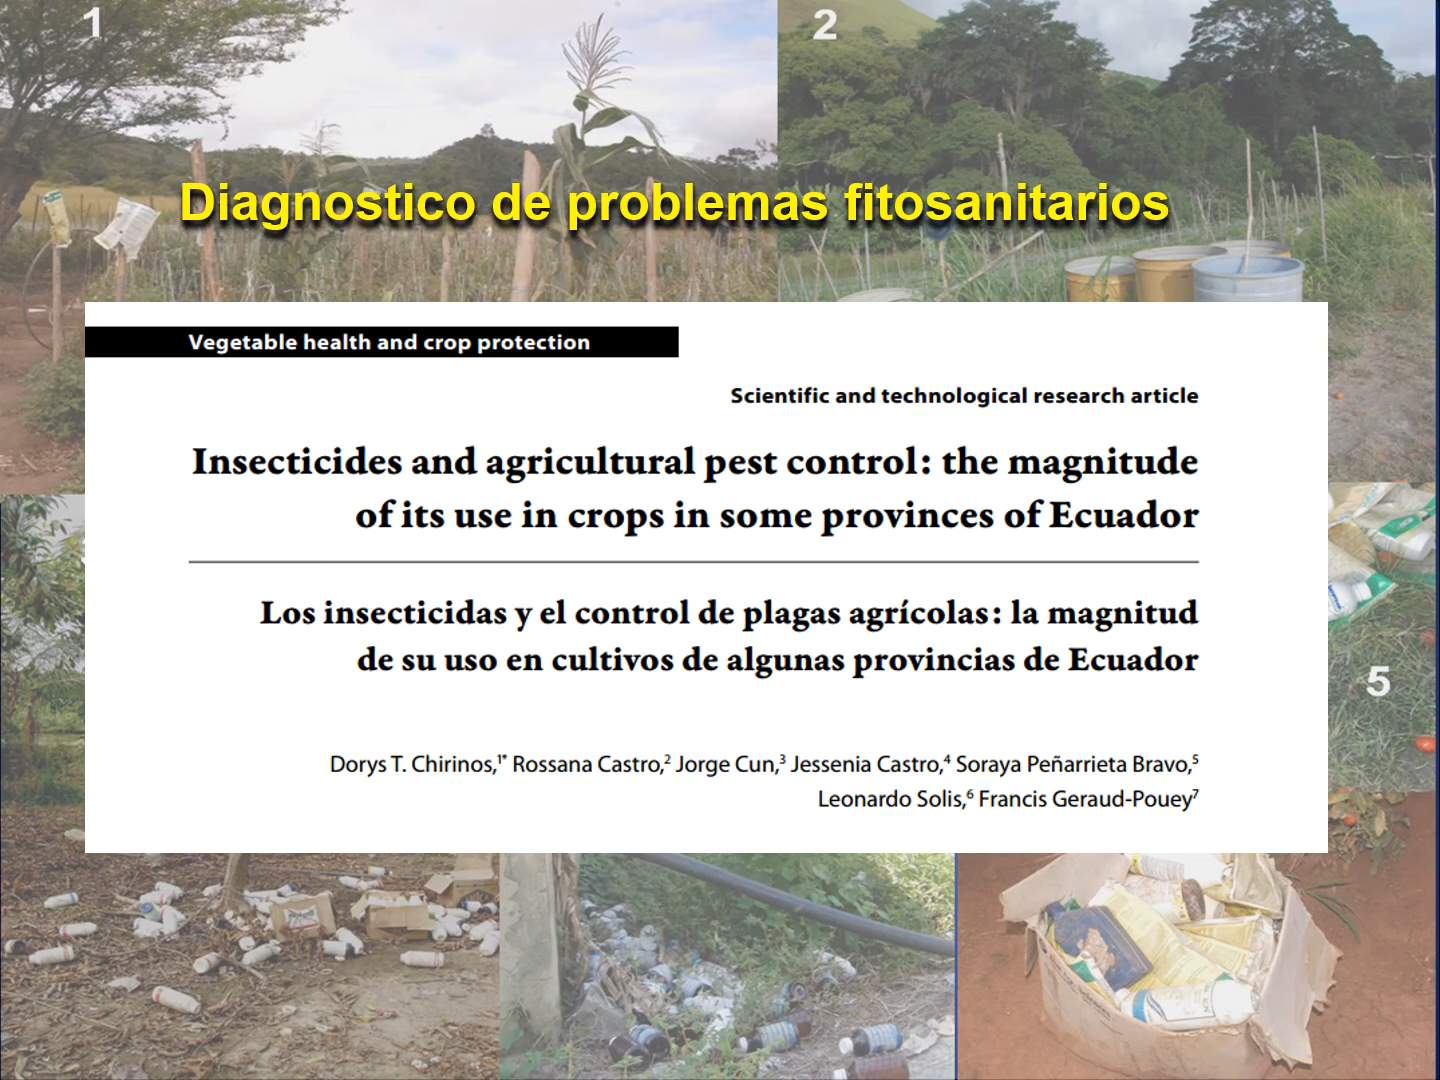 1
2
Diagnostico de problemas fitosanitarios
Vegetable health and crop protection
Scientific and technological research article
Insecticides and agricultural pest control: the magnitude
of its use in crops in some provinces of Ecuador
Los insecticidas y el control de plagas agrícolas: la magnitud
de su uso en cultivos de algunas provincias de Ecuador
5
Dorys T. Chirinos,1* Rossana Castro,2 Jorge Cun,3 Jessenia Castro,4 Soraya Peñarrieta Bravo,5
Leonardo Solis,6 Francis Geraud-Pouey7